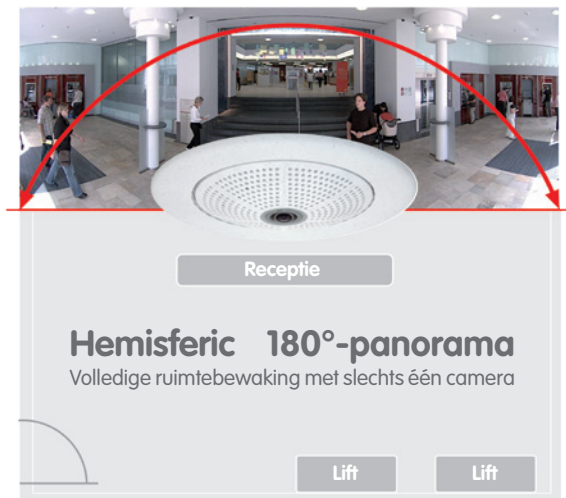 Receptie
Hemisferic 180°-panorama
Volledige ruimtebewaking met slechts één camera
Lift Lift